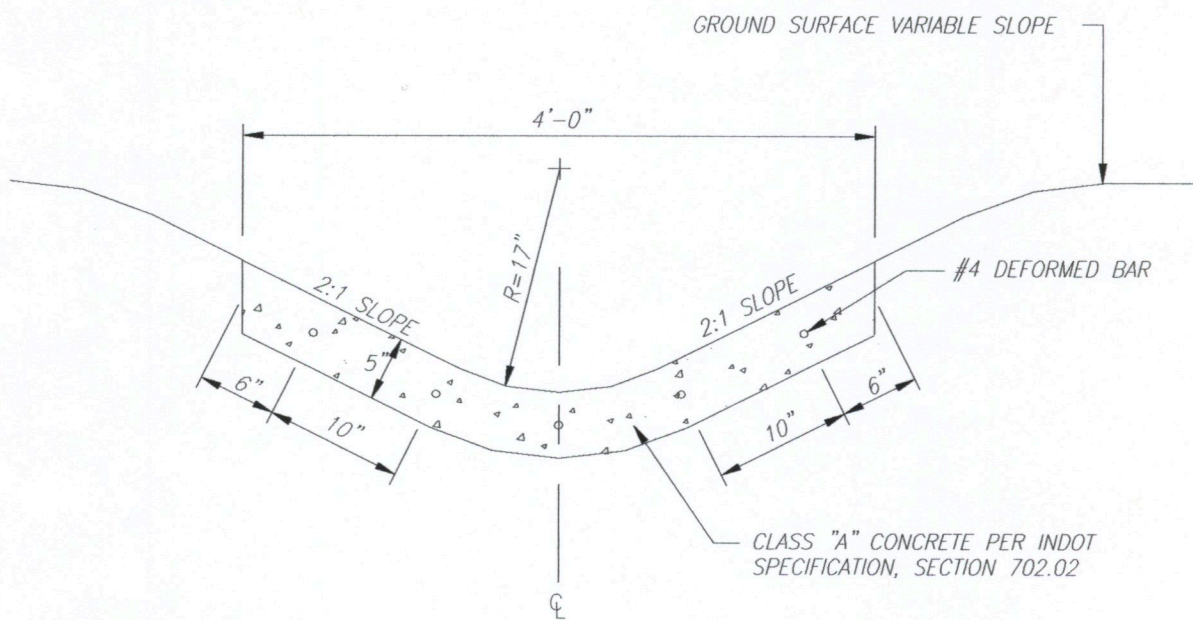 GROUND SURFACE VARIABLE SLOPE
4'-0"
R=17"
2:1 SLOPE
2:1 SLOPE
#4 DEFORMED BAR
5"
6"
10"
10"
6"
CLASS "A" CONCRETE PER INDOT
SPECIFICATION, SECTION 702.02
℄